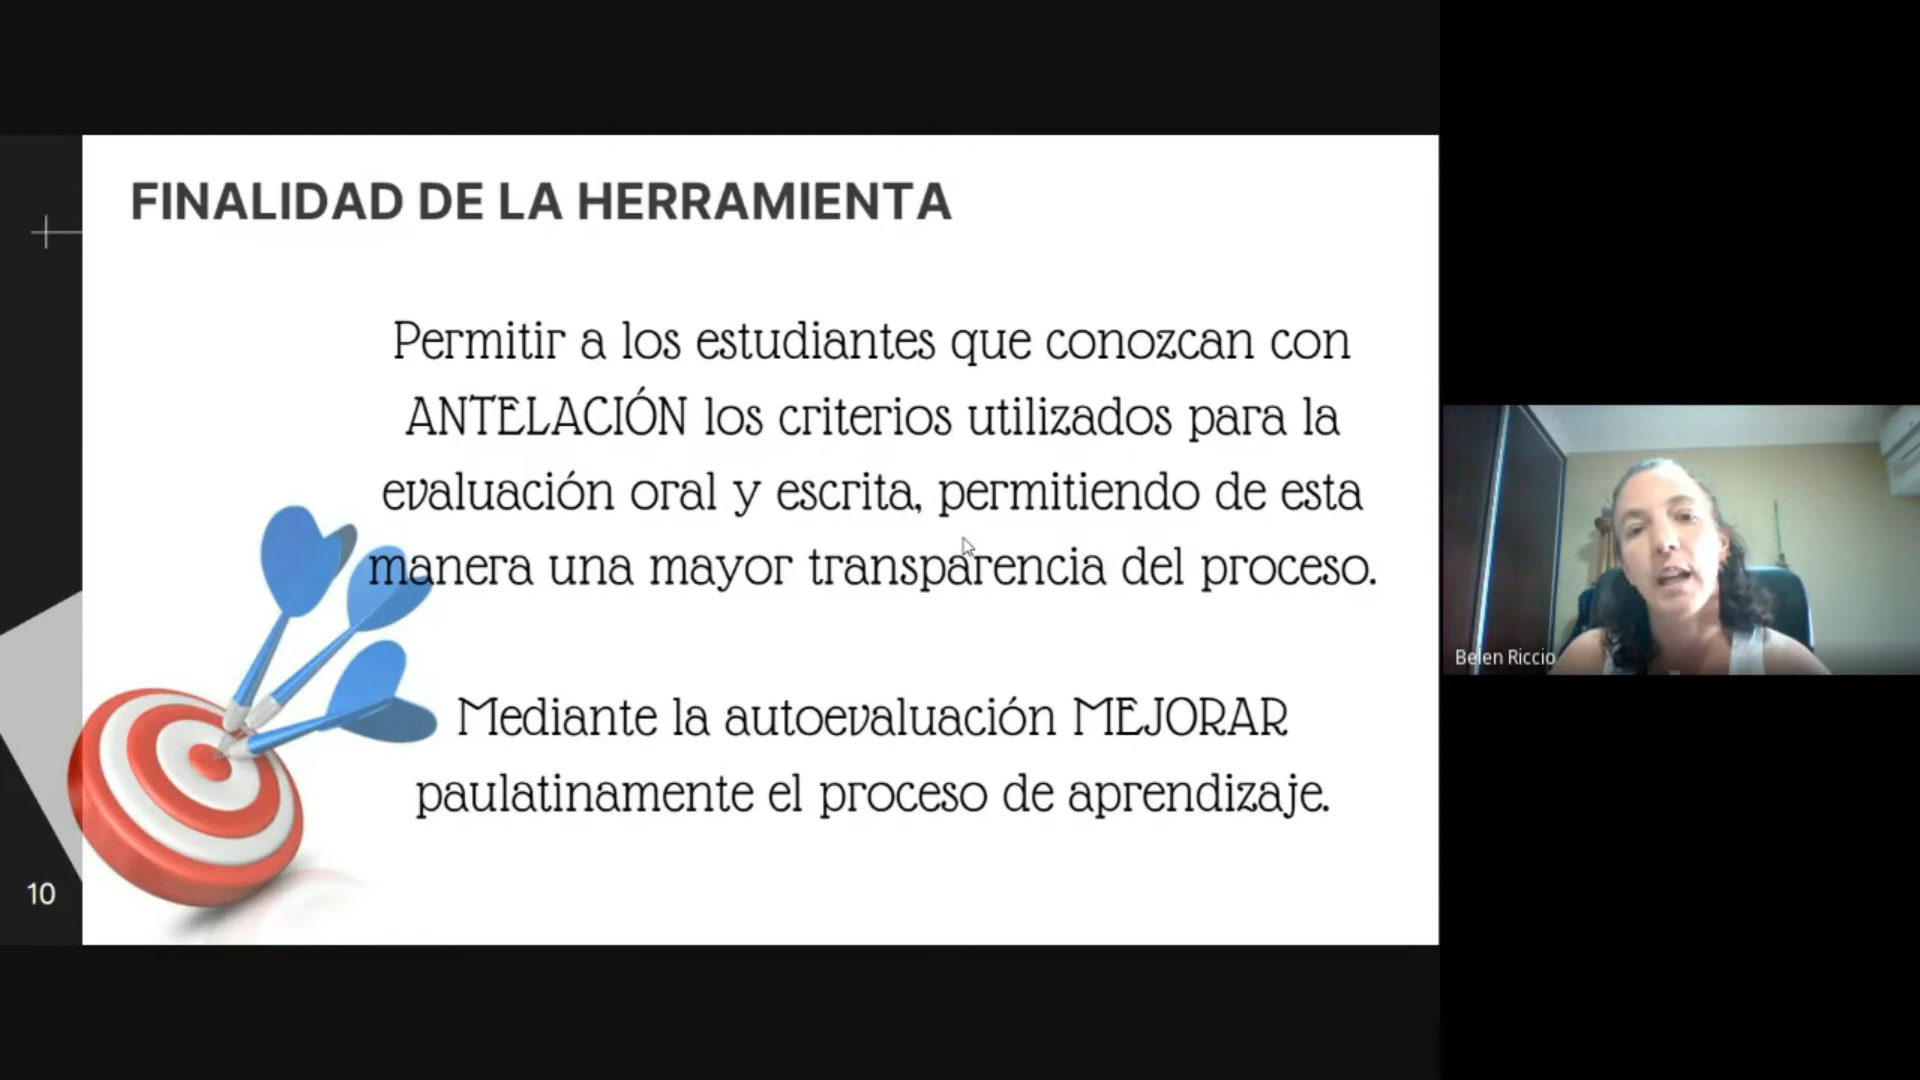 FINALIDAD DE LA HERRAMIENTA
Permitir a los estudiantes que conozcan con
ANTELACIÓN los criterios utilizados para la
evaluación oral y escrita, permitiendo de esta
manera una mayor transparencia del proceso.
Mediante la autoevaluación MEJORAR
paulatinamente el proceso de aprendizaje.
10
Belen Riccio